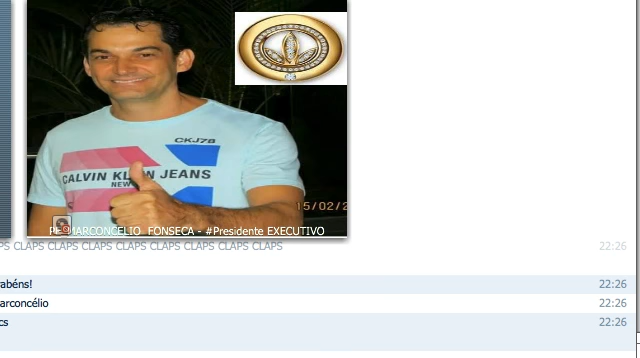 CKJ78
CALVIN KLEIN JEANS
NEW
15/02/2
MARCONCELIO FONSECA - #Presidente EXECUTIVO
PS CLAPS CLAPS CLAPS CLAPS CLAPS CLAPS CLAPS CLAPS
22:26
abéns!
22:26
arconcélio
22:26
cs
22:26